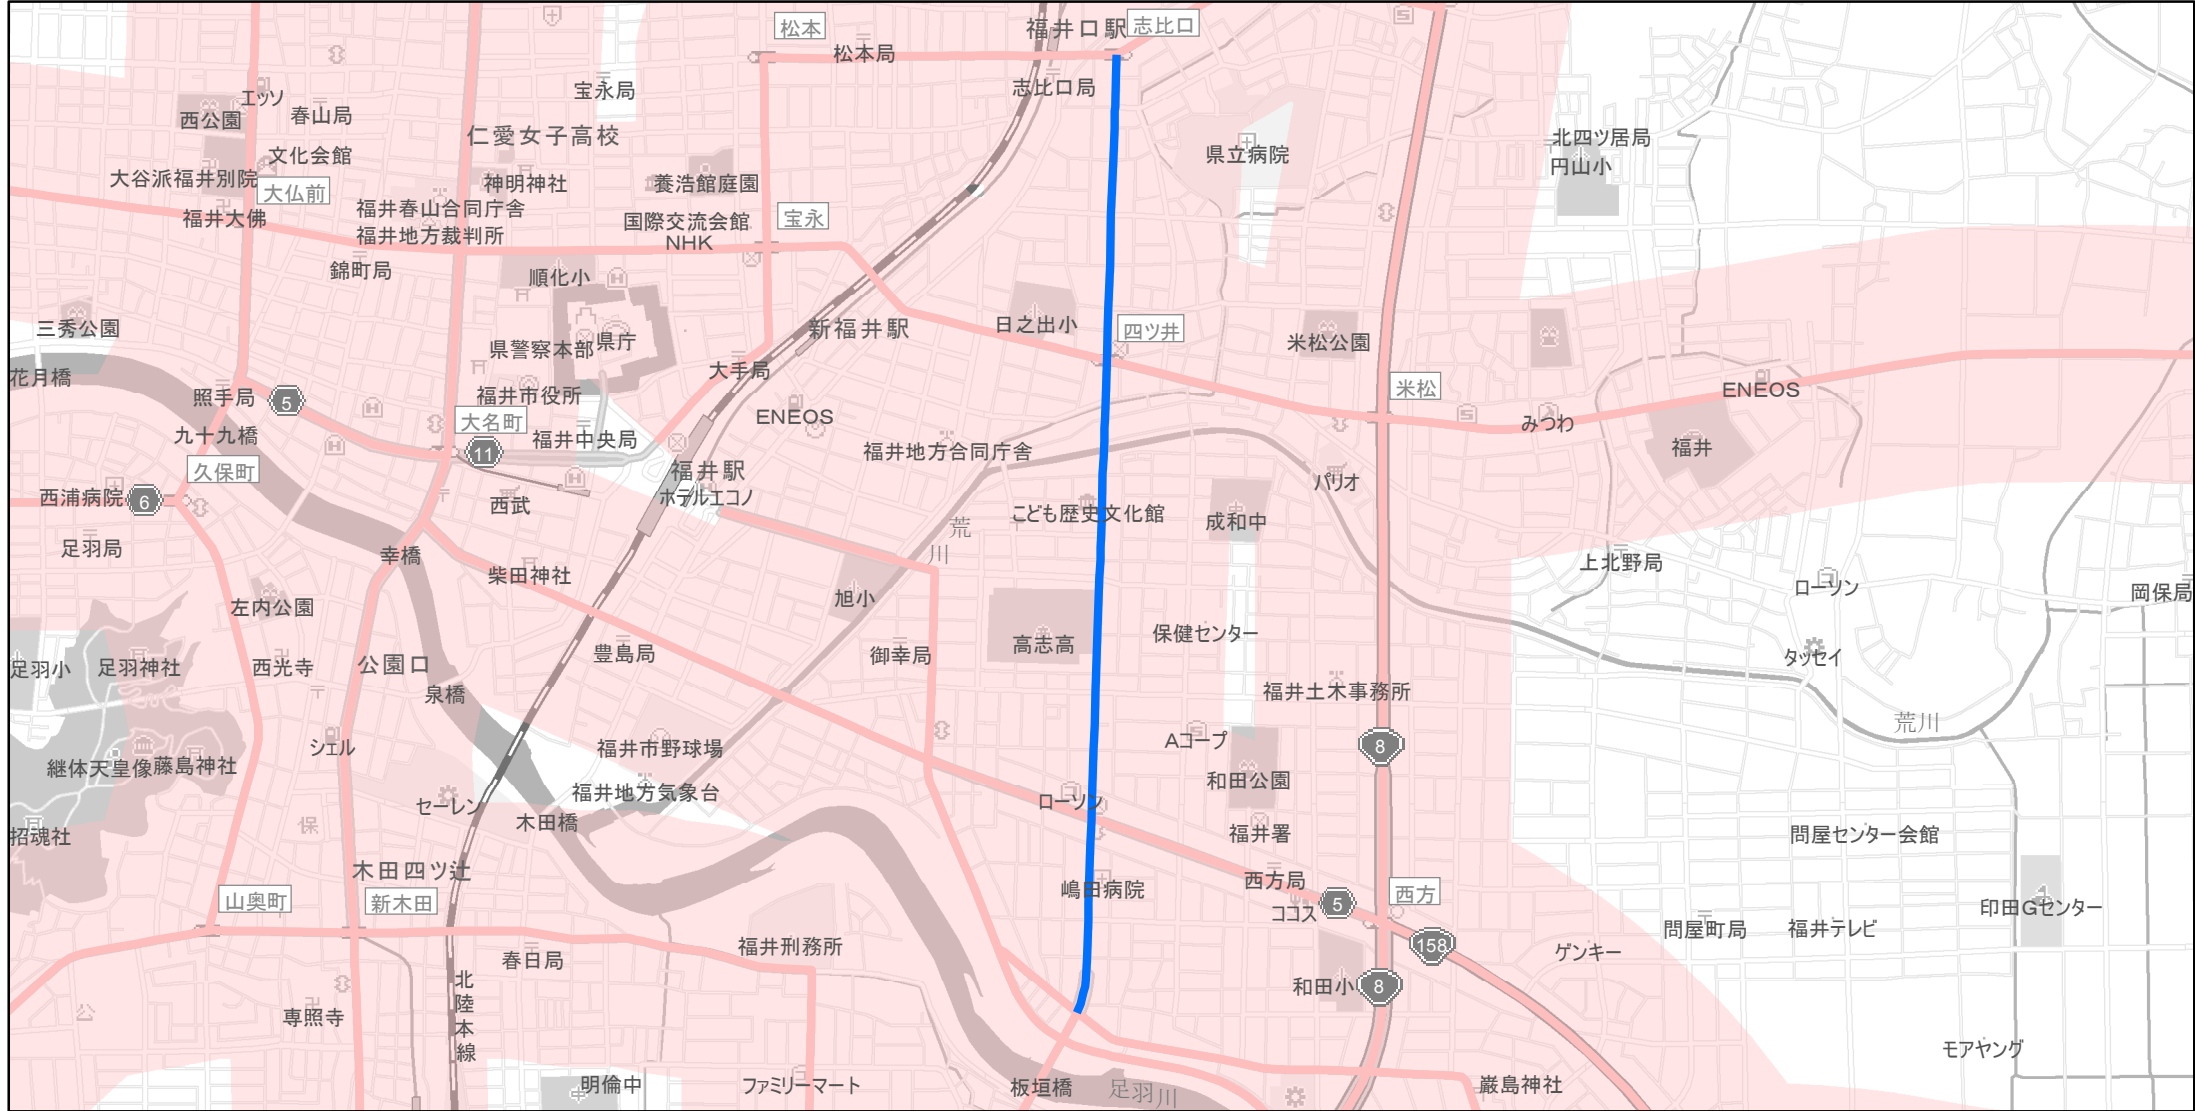 松本
福井口駅
志比口
松本局
エッソ
宝永局
志比口局
西公園
春山局
仁愛女子高校
北四ツ居局
文化会館
県立病院
円山小
大谷派福井別院
神明神社
養浩館庭園
大仏前
福井春山合同庁舎
宝永
福井大佛
国際交流会館
福井地方裁判所
NHK
錦町局
順化小
三秀公園
新福井駅
日之出小
四ツ井
県警察本部
県庁
米松公園
花月橋
大手局
照手局
5
福井市役所
米松
ENEOS
ENEOS
大名町
みつわ
九十九橋
福井中央局
11
福井地方合同庁舎
福井
久保町
福井駅
パリオ
西浦病院
6
西武
ホテルエコノ
こども歴史文化館
成和中
荒川
足羽局
幸橋
上北野局
柴田神社
ローソン
岡保局
旭小
左内公園
保健センター
高志高
豊島局
御幸局
足羽小
足羽神社
西光寺
公園口
タッセイ
泉橋
福井土木事務所
荒川
シェル
福井市野球場
Aコープ
8
継体天皇像
藤島神社
和田公園
福井地方気象台
セーレン
ローソン
木田橋
保
福井署
問屋センター会館
招魂社
木田四ツ辻
西方局
嶋田病院
西方
山奥町
新木田
5
ココス
印田Gセンター
問屋町局
福井テレビ
158
福井刑務所
ゲンキー
春日局
北陸本線
和田小
8
公
専照寺
モアヤング
明倫中
ファミリーマート
板垣橋
足羽川
厳島神社